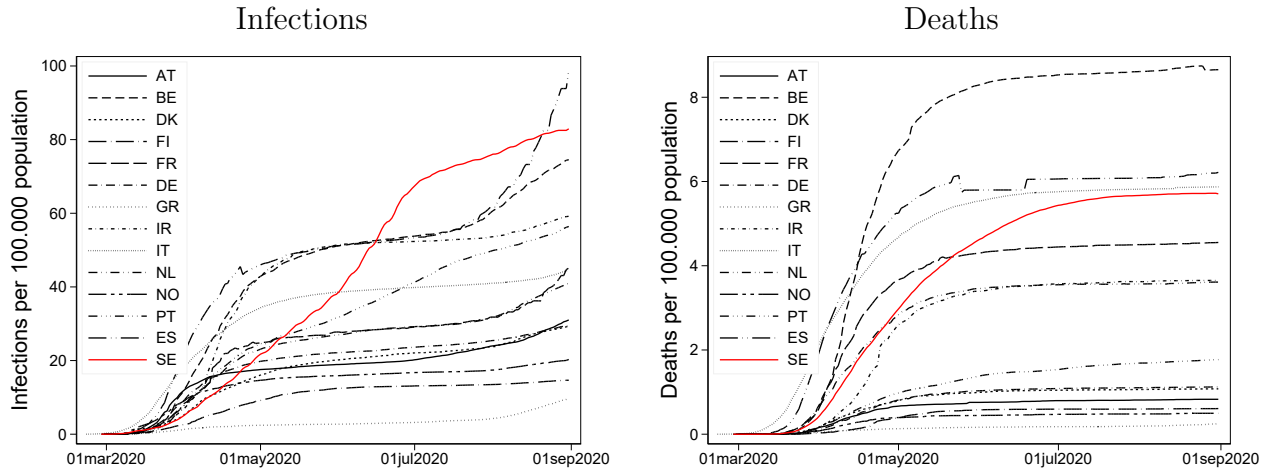 Infections
Infections per 100.000 population
100
80
60
40
20
0
AT
BE
DK
FI
FR
DE
GR
IR
IT
NL
NO
PT
ES
SE
01mar2020 01may2020 01jul2020 01sep2020
Deaths
Deaths per 100.000 population
8
6
4
2
0
AT
BE
DK
FI
FR
DE
GR
IR
IT
NL
NO
PT
ES
SE
01mar2020 01may2020 01jul2020 01sep2020